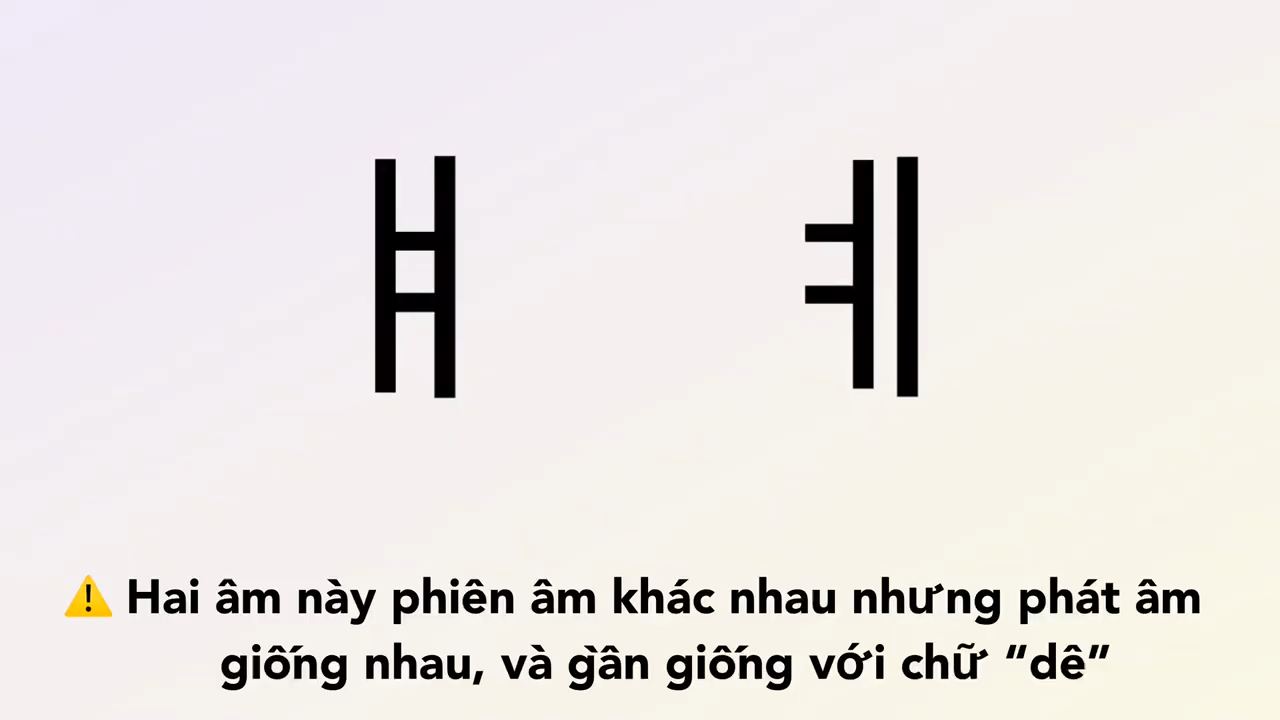 ㅒ ㅖ
⚠️ Hai âm này phiên âm khác nhau nhưng phát âm
giống nhau, và gần giống với chữ “dê”